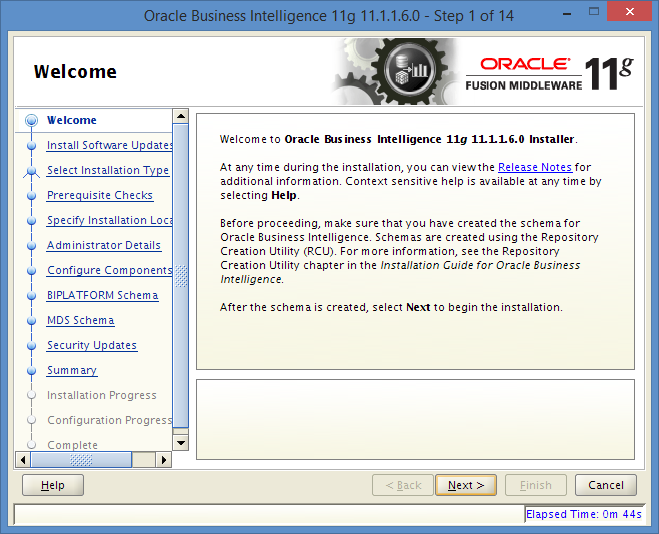 Oracle Business Intelligence 11g 11.1.1.6.0 - Step 1 of 14
Welcome
ORACLE
FUSION MIDDLEWARE
11g
Welcome
Install Software Updates
Select Installation Type
Prerequisite Checks
Specify Installation Loca
Administrator Details
Configure Components
BIPLATFORM Schema
MDS Schema
Security Updates
Summary
Installation Progress
Configuration Progress
Complete
Welcome to Oracle Business Intelligence 11g 11.1.1.6.0 Installer.
At any time during the installation, you can view the Release Notes for
additional information. Context sensitive help is available at any time by
selecting Help.
Before proceeding, make sure that you have created the schema for
Oracle Business Intelligence. Schemas are created using the Repository
Creation Utility (RCU). For more information, see the Repository
Creation Utility chapter in the Installation Guide for Oracle Business
Intelligence.
After the schema is created, select Next to begin the installation.
Help
< Back
Next >
Finish
Cancel
Elapsed Time: 0m 44s